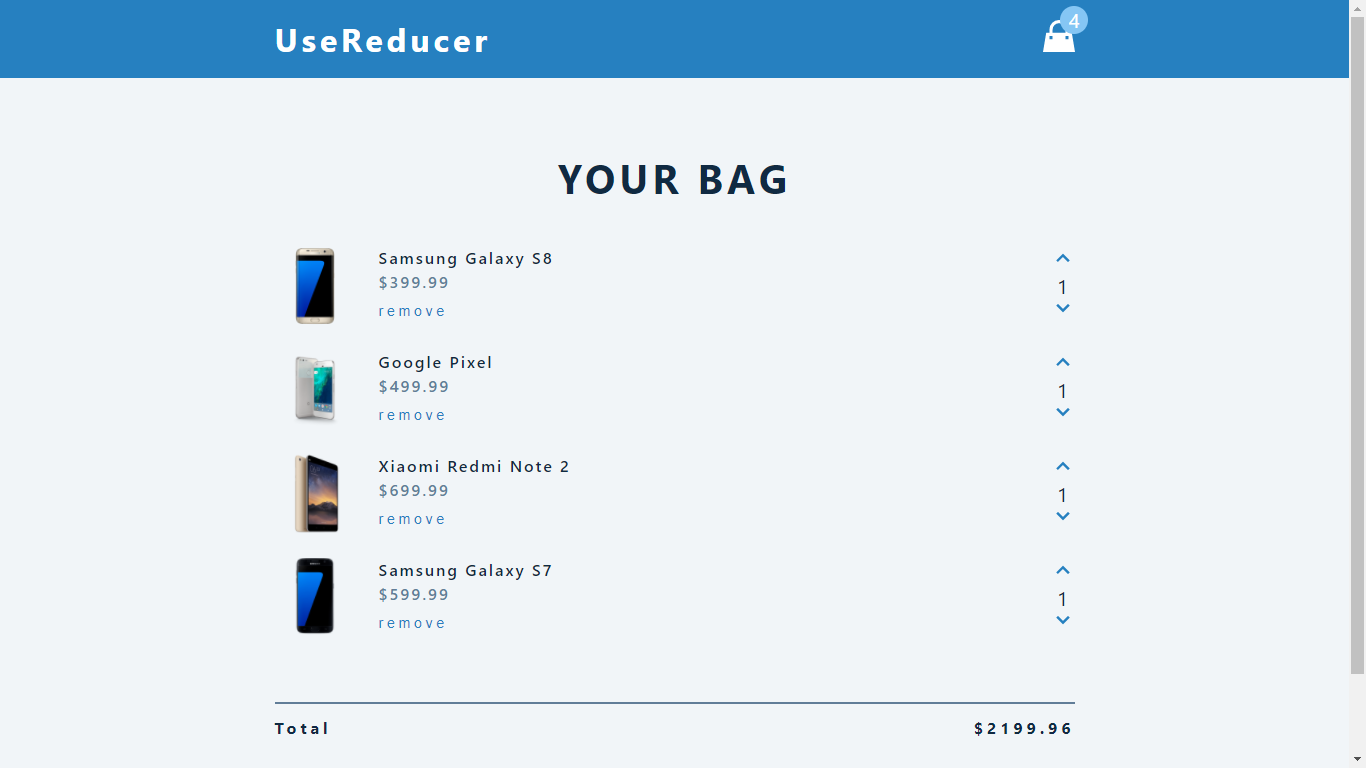 UseReducer
4
YOUR BAG
Samsung Galaxy S8
$399.99
remove
1
Google Pixel
$499.99
remove
1
Xiaomi Redmi Note 2
$699.99
remove
1
Samsung Galaxy S7
$599.99
remove
1
Total $2199.96